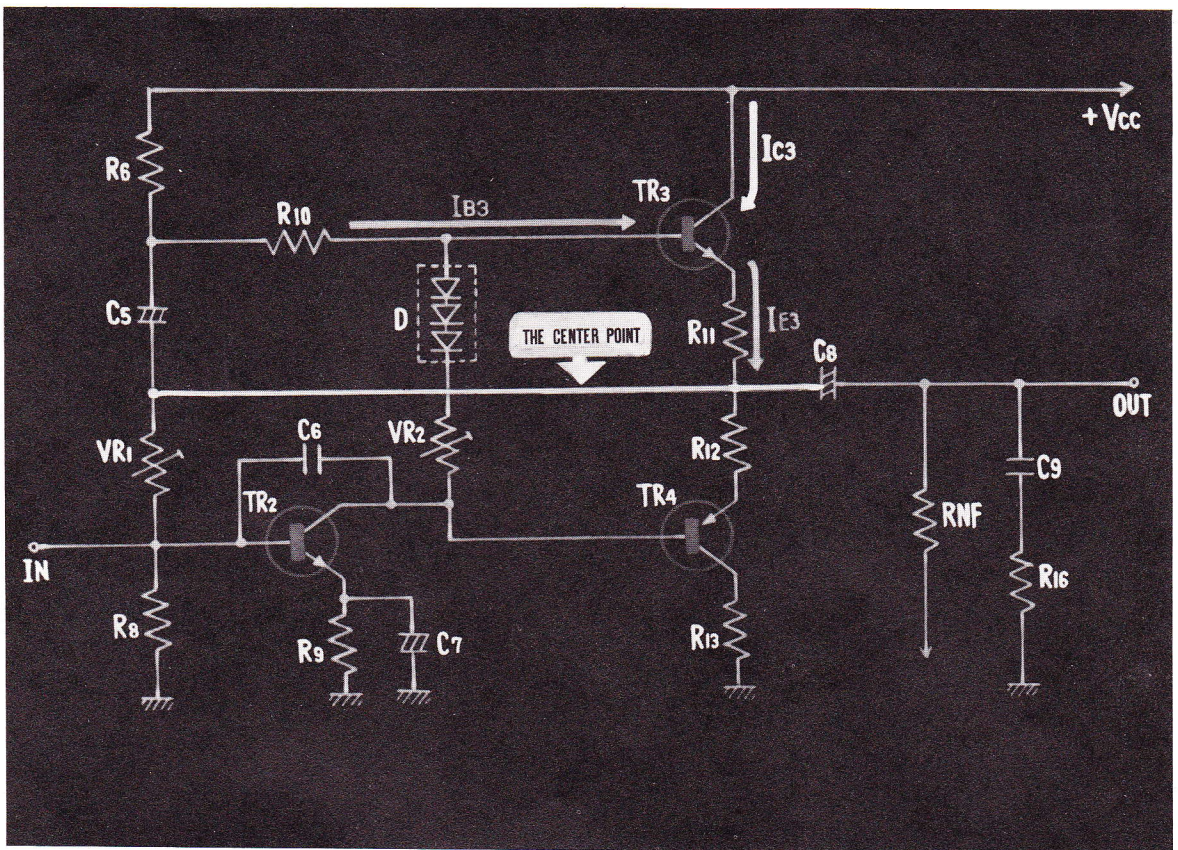 + Vcc
R6
IC3
TR3
IB3
R10
C5
D
THE CENTER POINT
R11
IE3
C8
OUT
VR1
C6
VR2
R12
C9
TR2
TR4
RNF
IN
R16
R8
R9
C7
R13